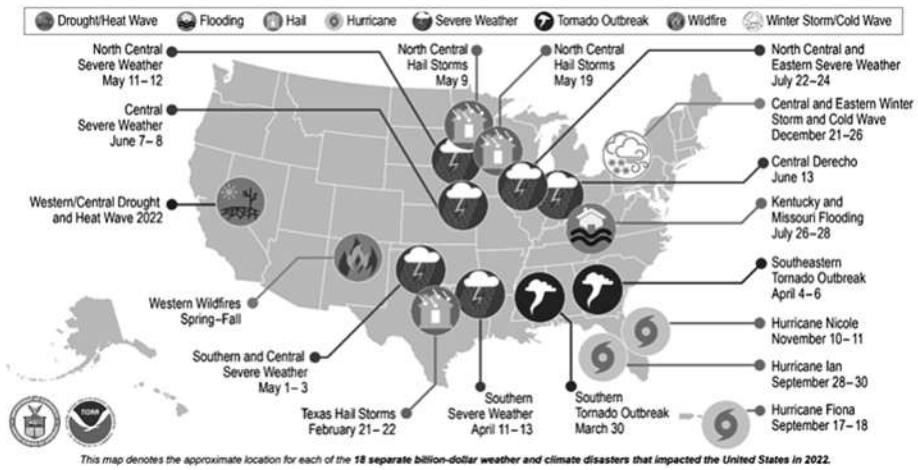 Drought/Heat Wave Flooding Hail Hurricane Severe Weather Tornado Outbreak Wildfire Winter Storm/Cold Wave
North Central
Severe Weather
May 11–12
North Central
Hail Storms
May 9
North Central
Hail Storms
May 19
North Central and
Eastern Severe Weather
July 22–24
Central
Severe Weather
June 7–8
Central and Eastern Winter
Storm and Cold Wave
December 21–26
Central Derecho
June 13
Western/Central Drought
and Heat Wave 2022
Kentucky and
Missouri Flooding
July 26–28
Southeastern
Tornado Outbreak
April 4–6
Western Wildfires
Spring–Fall
Hurricane Nicole
November 10–11
Southern and Central
Severe Weather
May 1–3
Hurricane Ian
September 28–30
Texas Hail Storms
February 21–22
Southern
Severe Weather
April 11–13
Southern
Tornado Outbreak
March 30
Hurricane Fiona
September 17–18
This map denotes the approximate location for each of the 18 separate billion-dollar weather and climate disasters that impacted the United States in 2022.